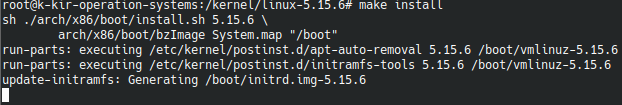 root@k-kir-operation-systems:/kernel/linux-5.15.6# make install
sh ./arch/x86/boot/install.sh 5.15.6 \
arch/x86/boot/bzImage System.map "/boot"
run-parts: executing /etc/kernel/postinst.d/apt-auto-removal 5.15.6 /boot/vmlinuz-5.15.6
run-parts: executing /etc/kernel/postinst.d/initramfs-tools 5.15.6 /boot/vmlinuz-5.15.6
update-initramfs: Generating /boot/initrd.img-5.15.6